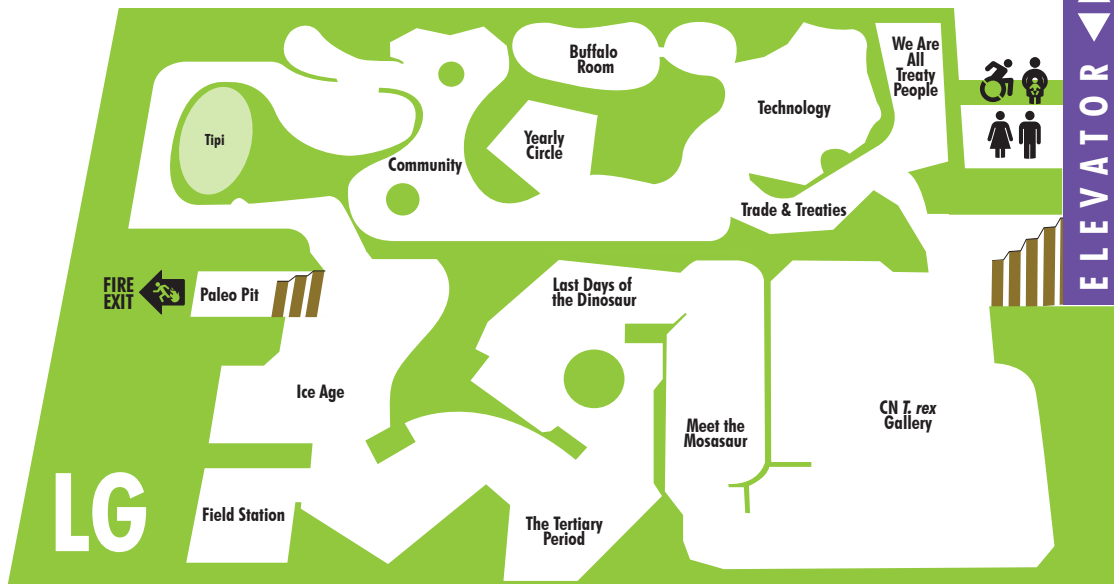 We Are
All
Treaty
People
Buffalo
Room
Technology
Tipi
Yearly
Circle
Community
Trade & Treaties
ELEVATOR
FIRE
EXIT
Paleo Pit
Last Days of
the Dinosaur
Ice Age
CN T. rex
Gallery
Meet the
Mosasaur
LG
Field Station
The Tertiary
Period